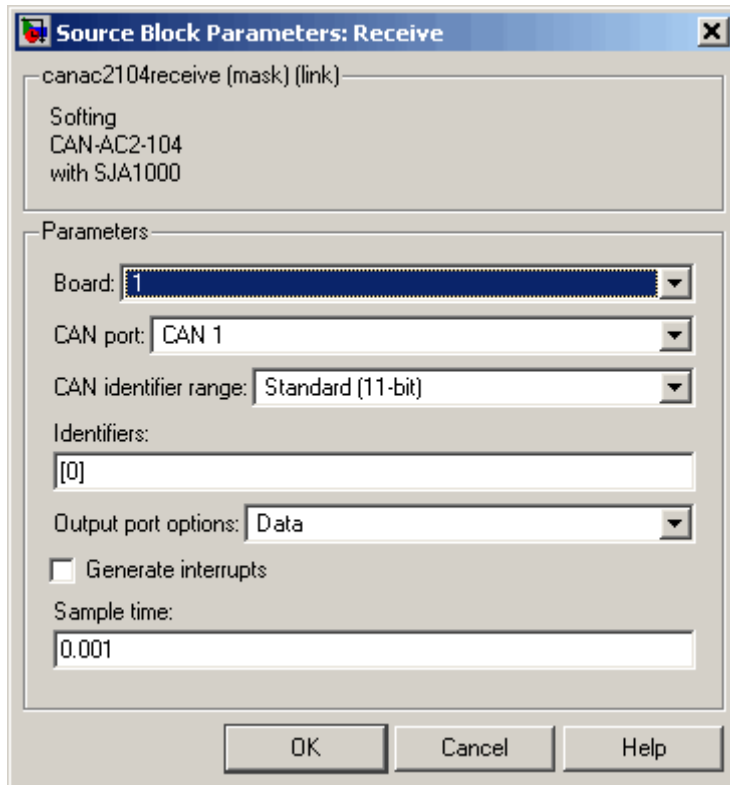 Source Block Parameters: Receive
canac2104receive (mask) (link)
Softing
CAN-AC2-104
with SJA1000
Parameters
Board: 1
CAN port: CAN 1
CAN identifier range: Standard (11-bit)
Identifiers:
[0]
Output port options: Data
Generate interrupts
Sample time:
0.001
OK Cancel Help